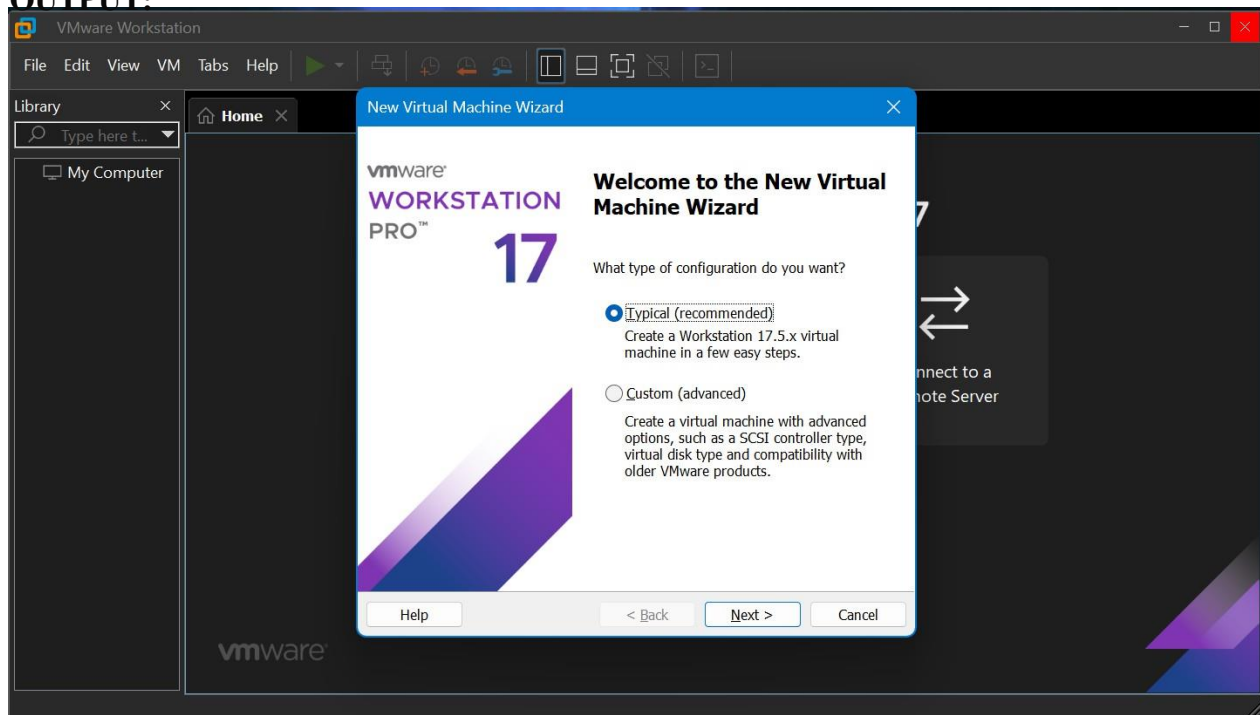 OUTPUT:
VMware Workstation
File Edit View VM Tabs Help
Library
Home
Type here t...
My Computer
New Virtual Machine Wizard
vmware®
WORKSTATION
PRO™
17
Welcome to the New Virtual
Machine Wizard
What type of configuration do you want?
Typical (recommended)
Create a Workstation 17.5.x virtual
machine in a few easy steps.
Custom (advanced)
Create a virtual machine with advanced
options, such as a SCSI controller type,
virtual disk type and compatibility with
older VMware products.
Help < Back Next > Cancel
7
nnect to a
ote Server
vmware®